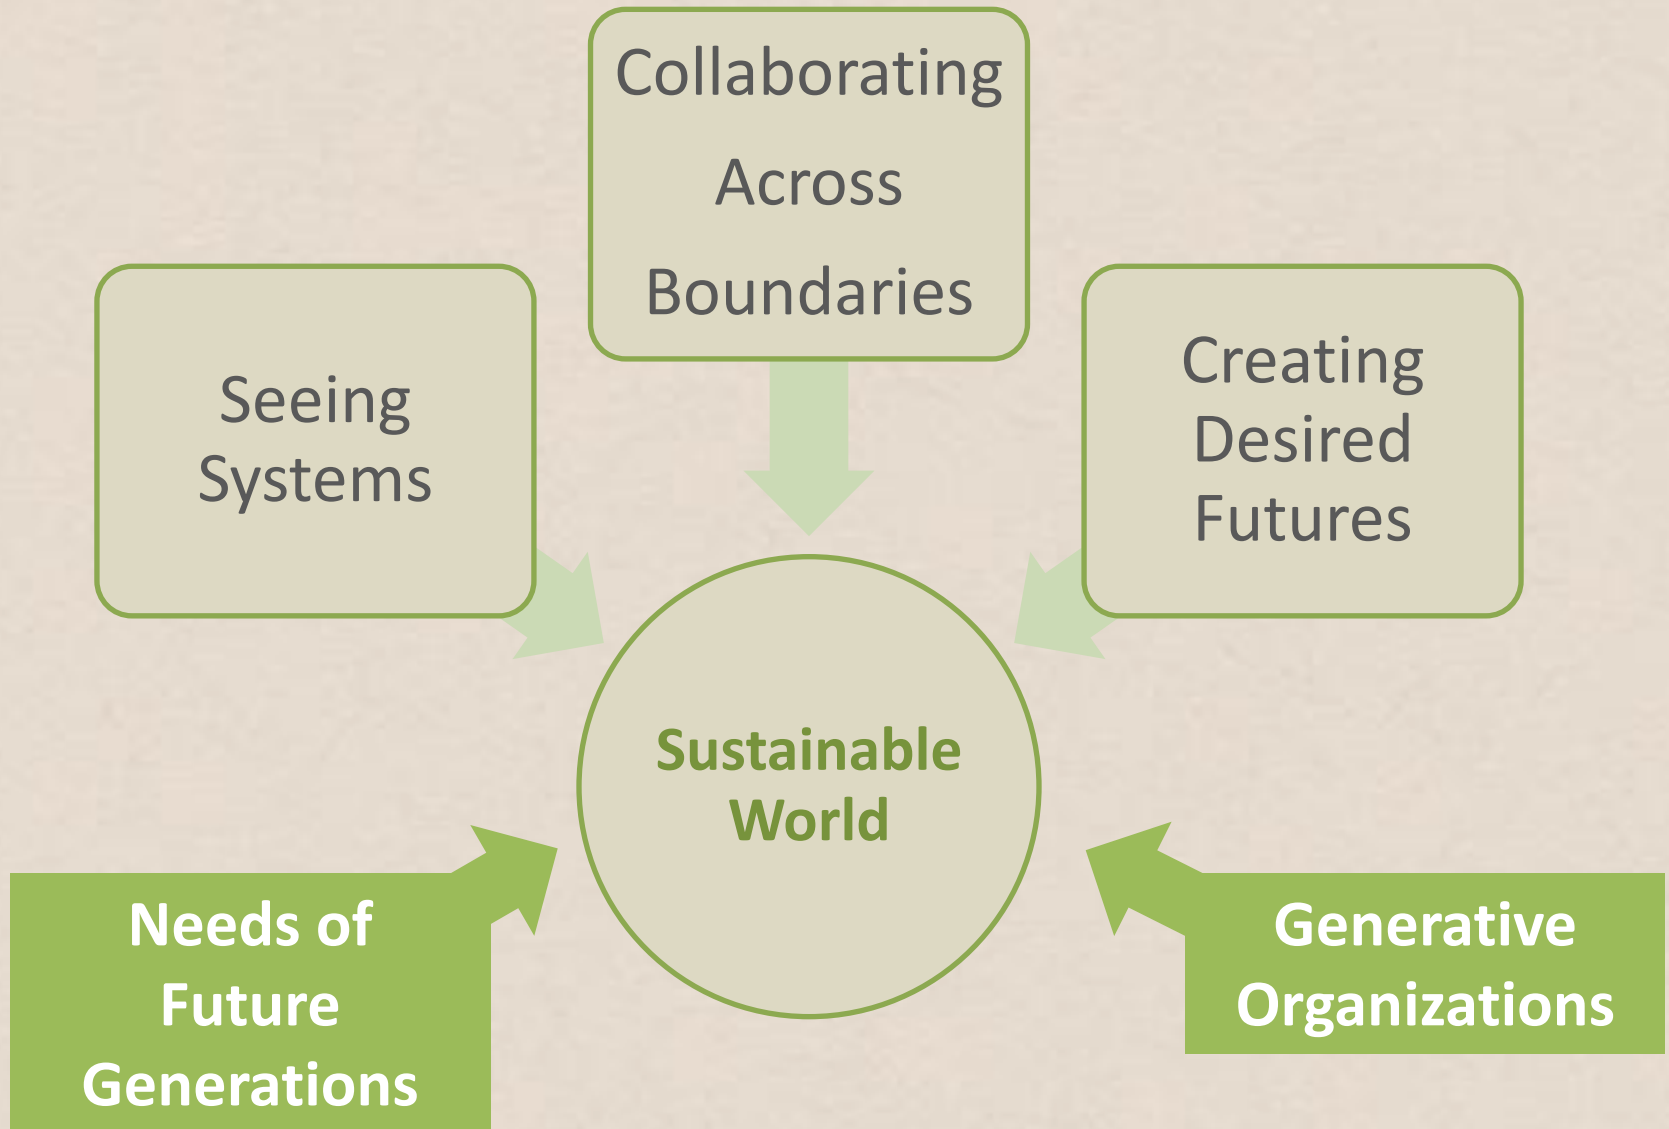 Collaborating
Across
Boundaries
Seeing
Systems
Creating
Desired
Futures
Sustainable
World
Needs of
Future
Generations
Generative
Organizations